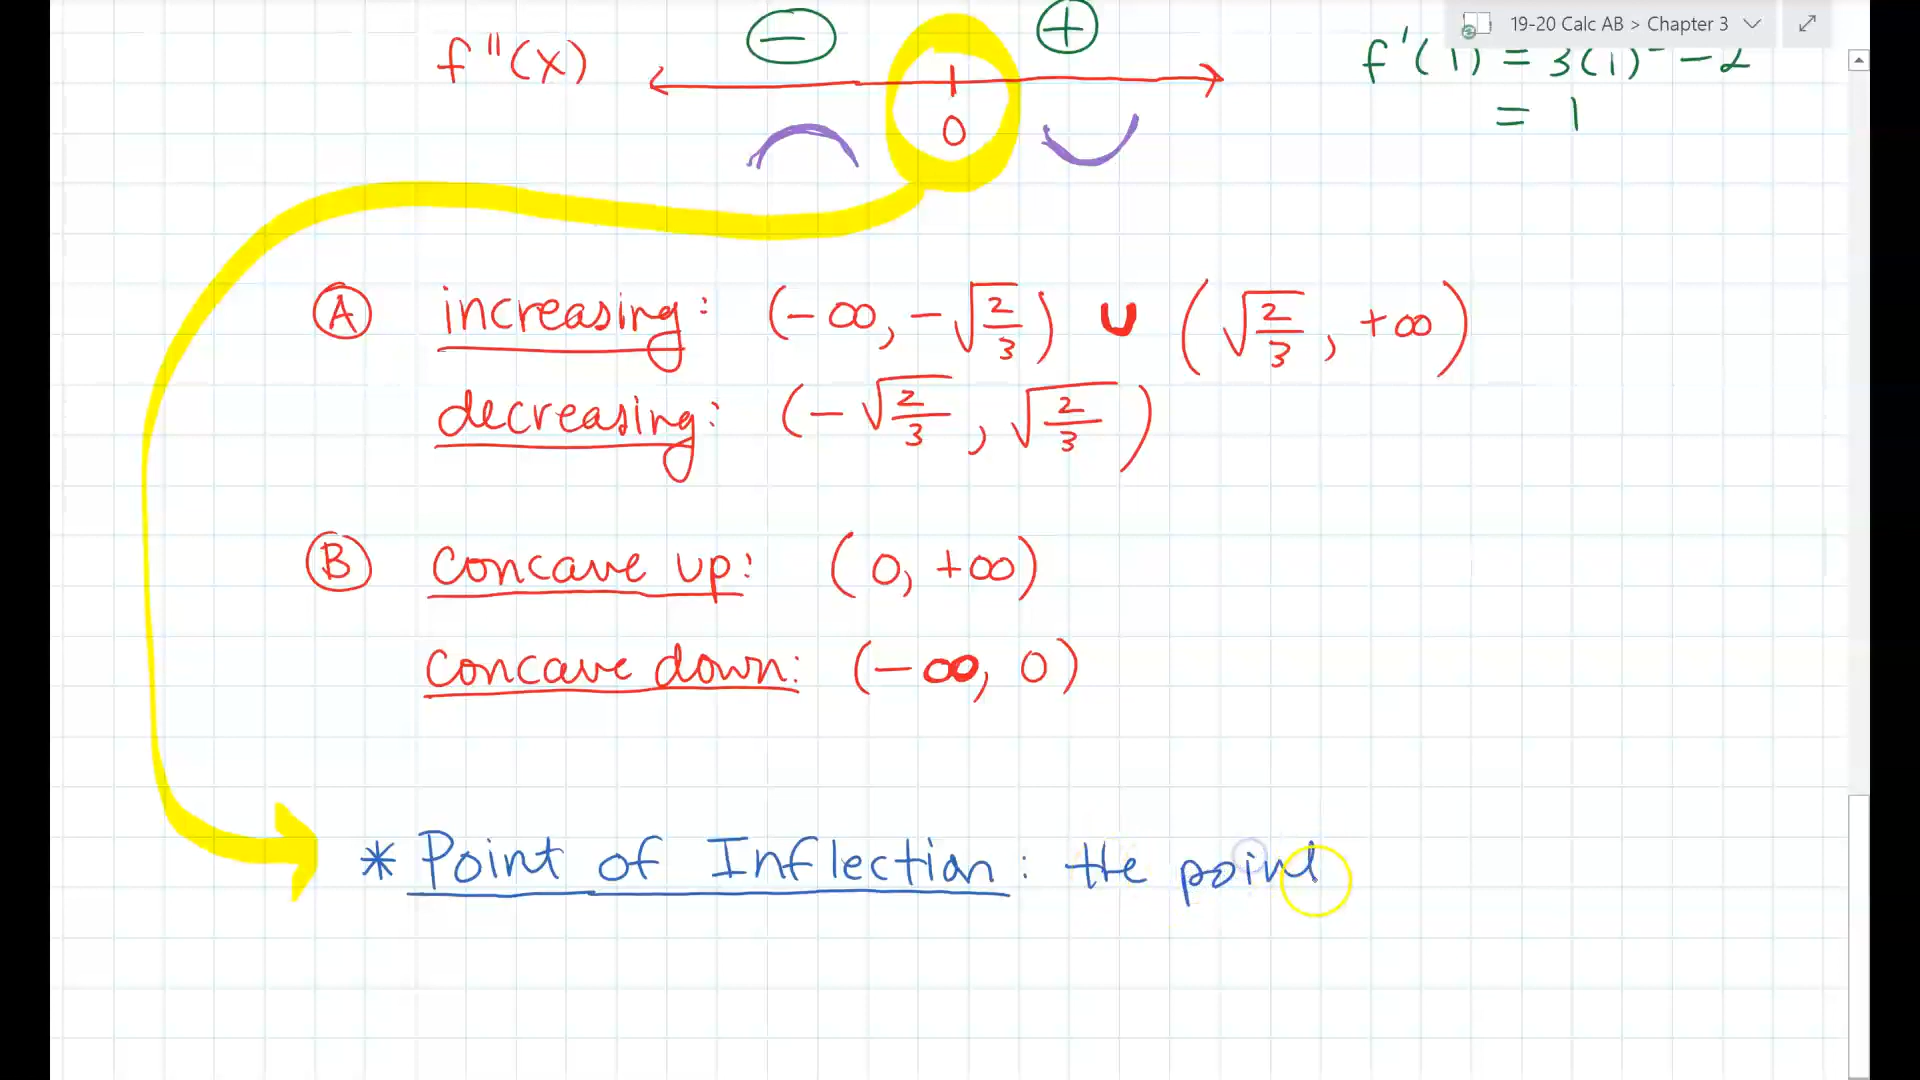 19-20 Calc AB > Chapter 3
f''(x) − +
0
f'(1) = 3(1)² − 2
= 1
Ⓐ increasing: (−∞, −√(2/3)) ∪ (√(2/3), +∞)
decreasing: (−√(2/3), √(2/3))
Ⓑ concave up: (0, +∞)
concave down: (−∞, 0)
* Point of Inflection: the point